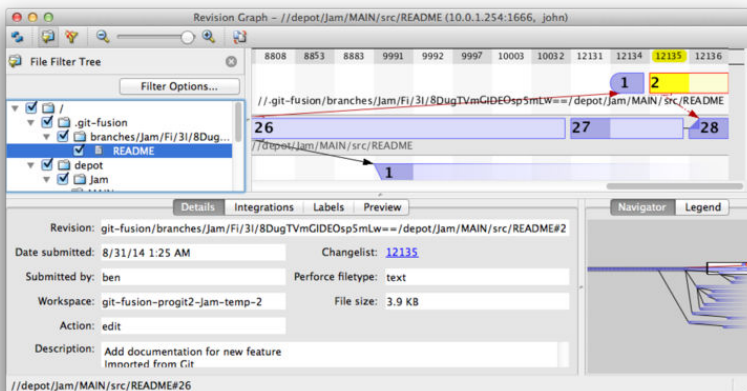 Revision Graph - //depot/Jam/MAIN/src/README (10.0.1.254:1666, john)
File Filter Tree
Filter Options...
/
.git-fusion
branches/Jam/Fi/3I/8Dug...
README
depot
Jam
8808 8853 8883 9991 9992 9997 10003 10032 12131 12134 12135 12136
1 2
//.git-fusion/branches/Jam/Fi/3I/8DugTVmGIDEOsp5mLw==/depot/Jam/MAIN/src/README
26 27 28
//depot/Jam/MAIN/src/README
1
Details Integrations Labels Preview
Revision: git-fusion/branches/Jam/Fi/3I/8DugTVmGIDEOsp5mLw==/depot/Jam/MAIN/src/README#2
Date submitted: 8/31/14 1:25 AM Changelist: 12135
Submitted by: ben Perforce filetype: text
Workspace: git-fusion-progit2-Jam-temp-2 File size: 3.9 KB
Action: edit
Description: Add documentation for new feature
Imported from Git
Navigator Legend
//depot/Jam/MAIN/src/README#26